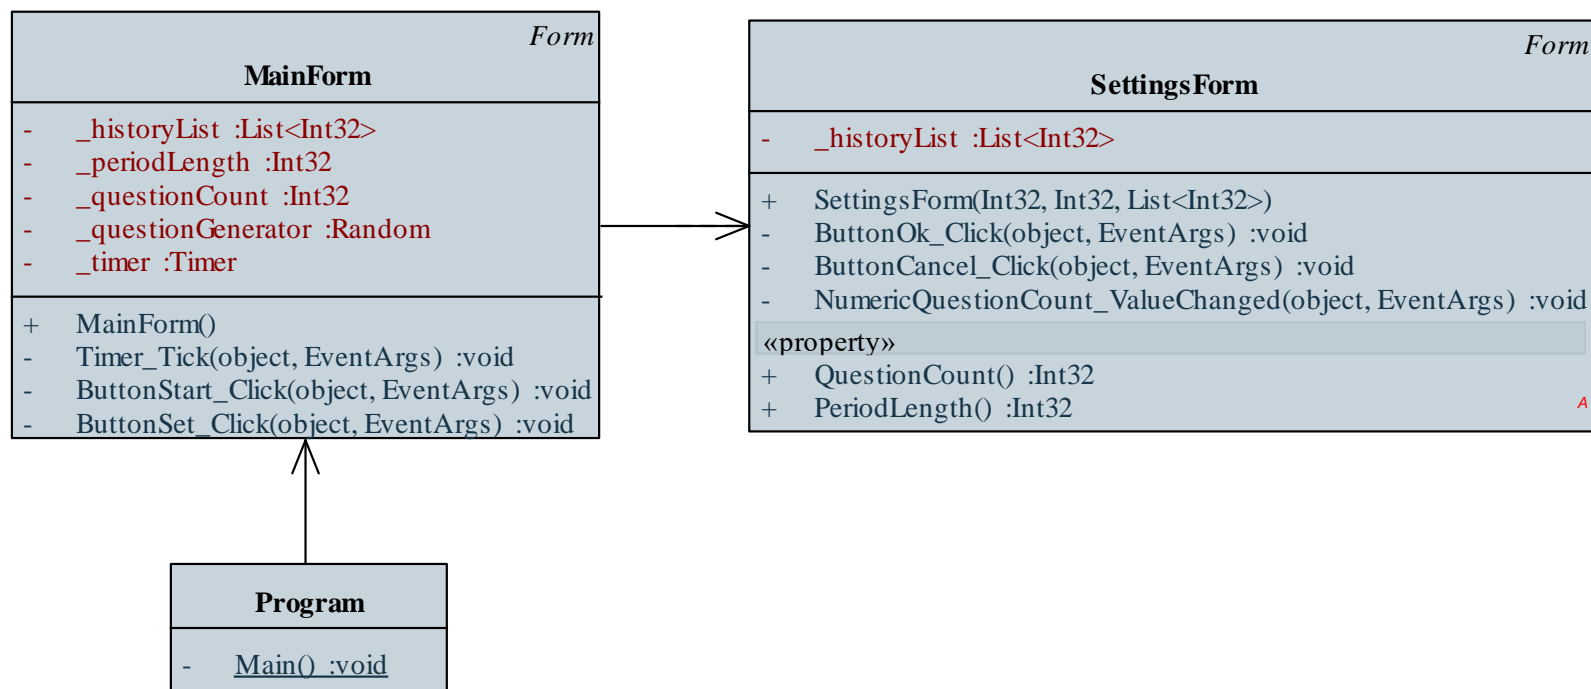 Form
MainForm
- _historyList :List<Int32>
- _periodLength :Int32
- _questionCount :Int32
- _questionGenerator :Random
- _timer :Timer
+ MainForm()
- Timer_Tick(object, EventArgs) :void
- ButtonStart_Click(object, EventArgs) :void
- ButtonSet_Click(object, EventArgs) :void
Form
SettingsForm
- _historyList :List<Int32>
+ SettingsForm(Int32, Int32, List<Int32>)
- ButtonOk_Click(object, EventArgs) :void
- ButtonCancel_Click(object, EventArgs) :void
- NumericQuestionCount_ValueChanged(object, EventArgs) :void
«property»
+ QuestionCount() :Int32
+ PeriodLength() :Int32
A
Program
- Main() :void